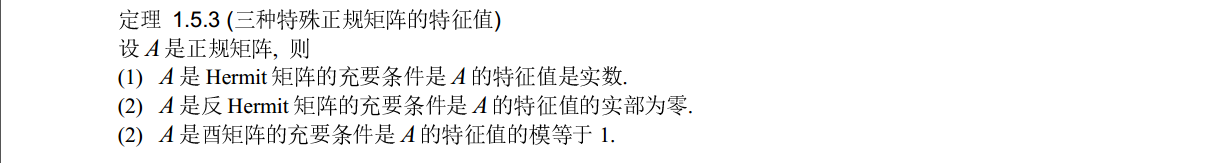 定理 1.5.3 (三种特殊正规矩阵的特征值)
设 A 是正规矩阵, 则
(1) A 是 Hermit 矩阵的充要条件是 A 的特征值是实数.
(2) A 是反 Hermit 矩阵的充要条件是 A 的特征值的实部为零.
(2) A 是酉矩阵的充要条件是 A 的特征值的模等于 1.